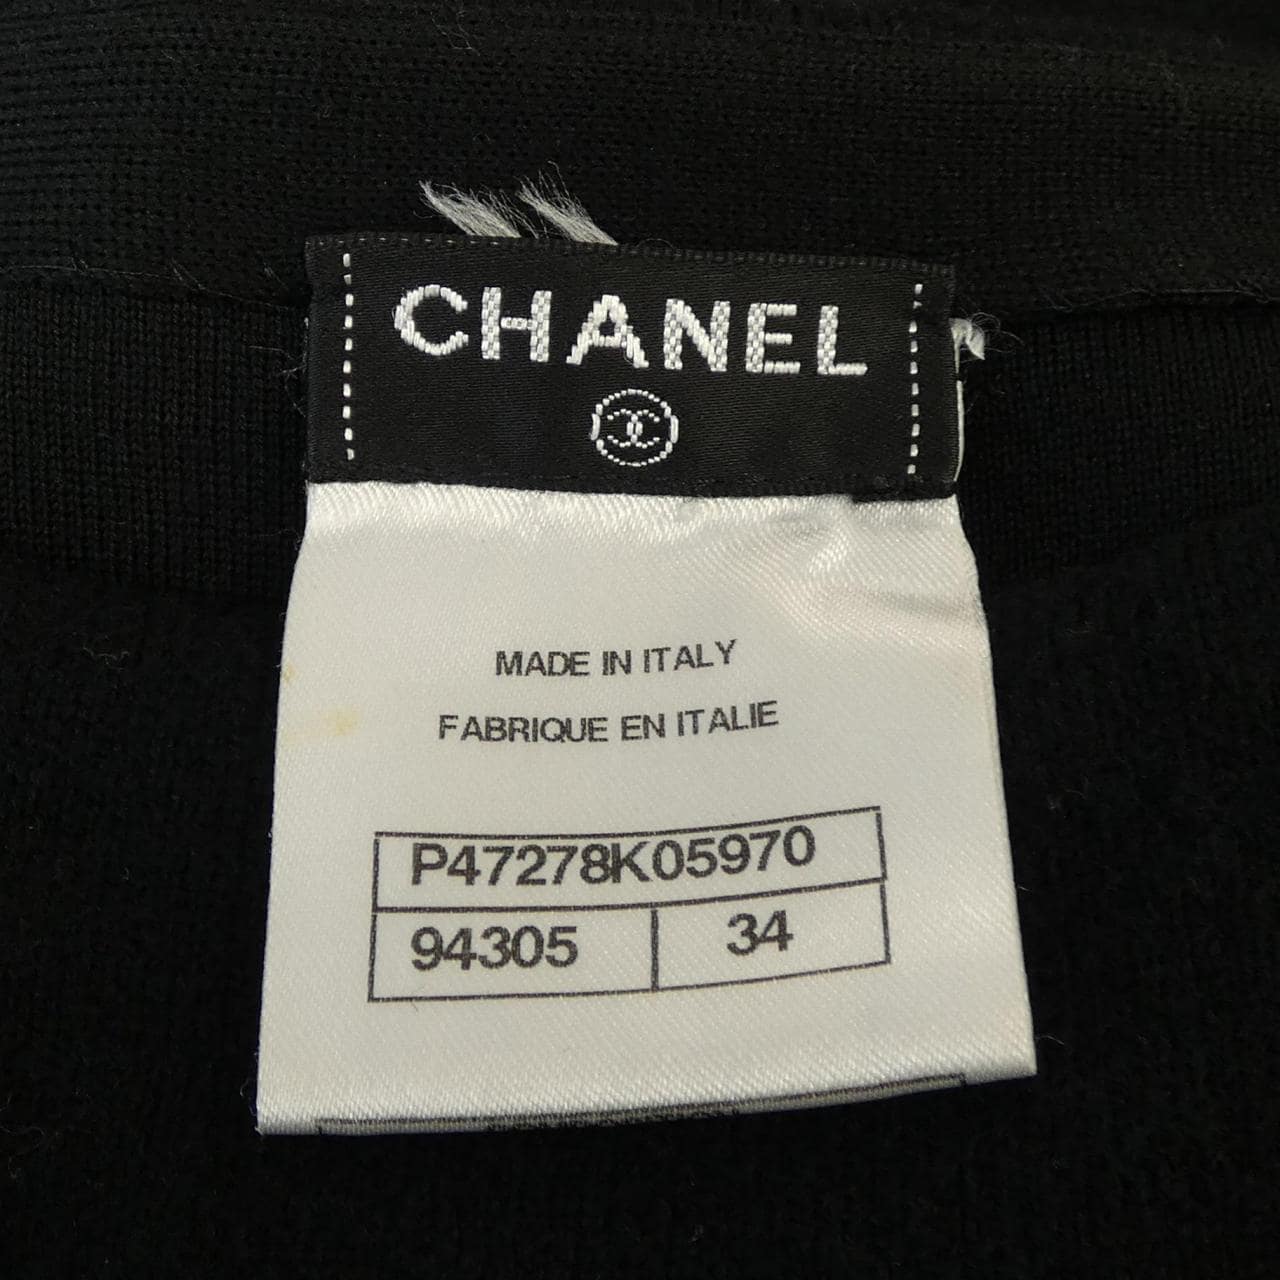 CHANEL
MADE IN ITALY
FABRIQUE EN ITALIE
P47278K05970
94305 34